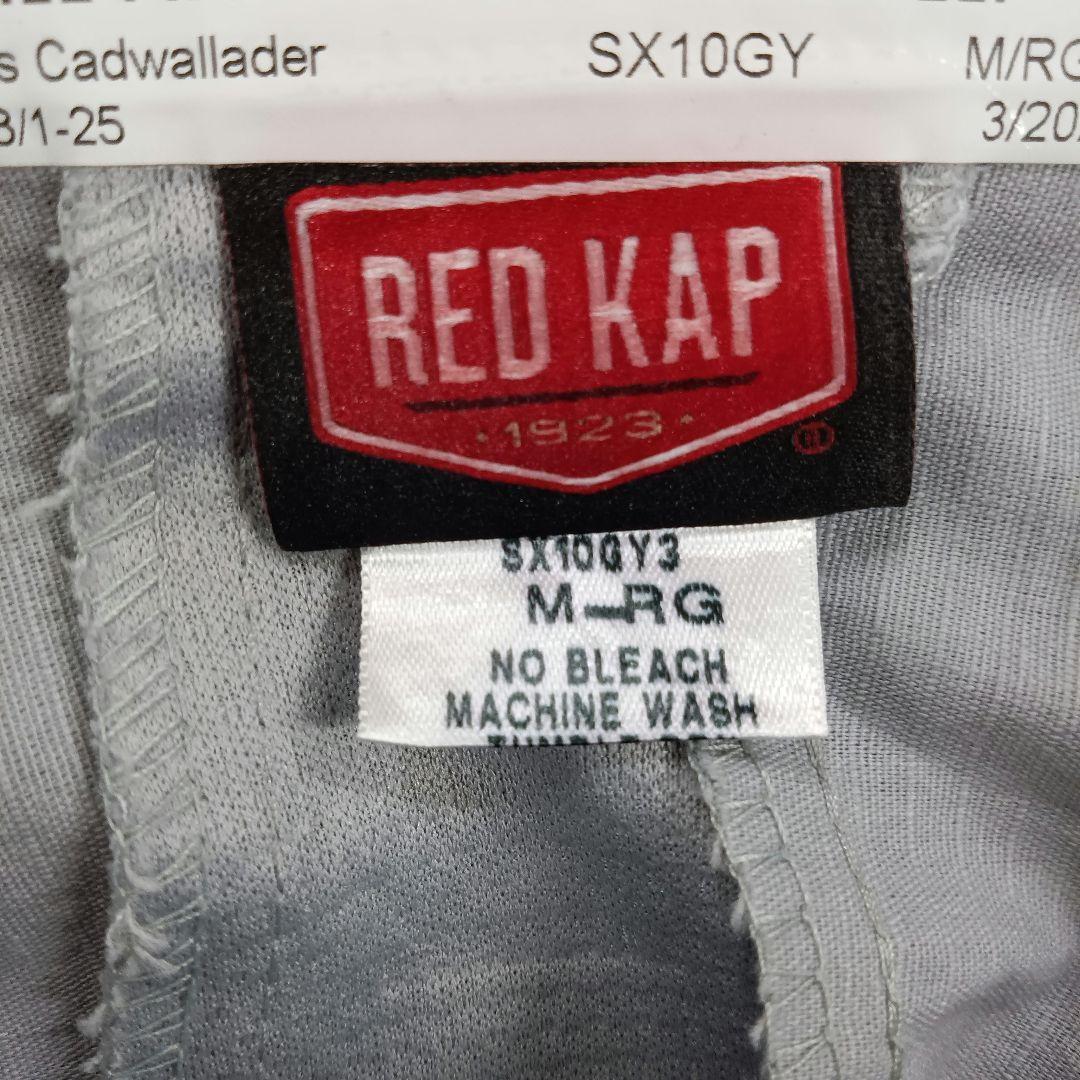 s Cadwallader SX10GY M/RG
3/1-25 3/20
RED KAP
·1923·
®
SX10GY3
M-RG
NO BLEACH
MACHINE WASH